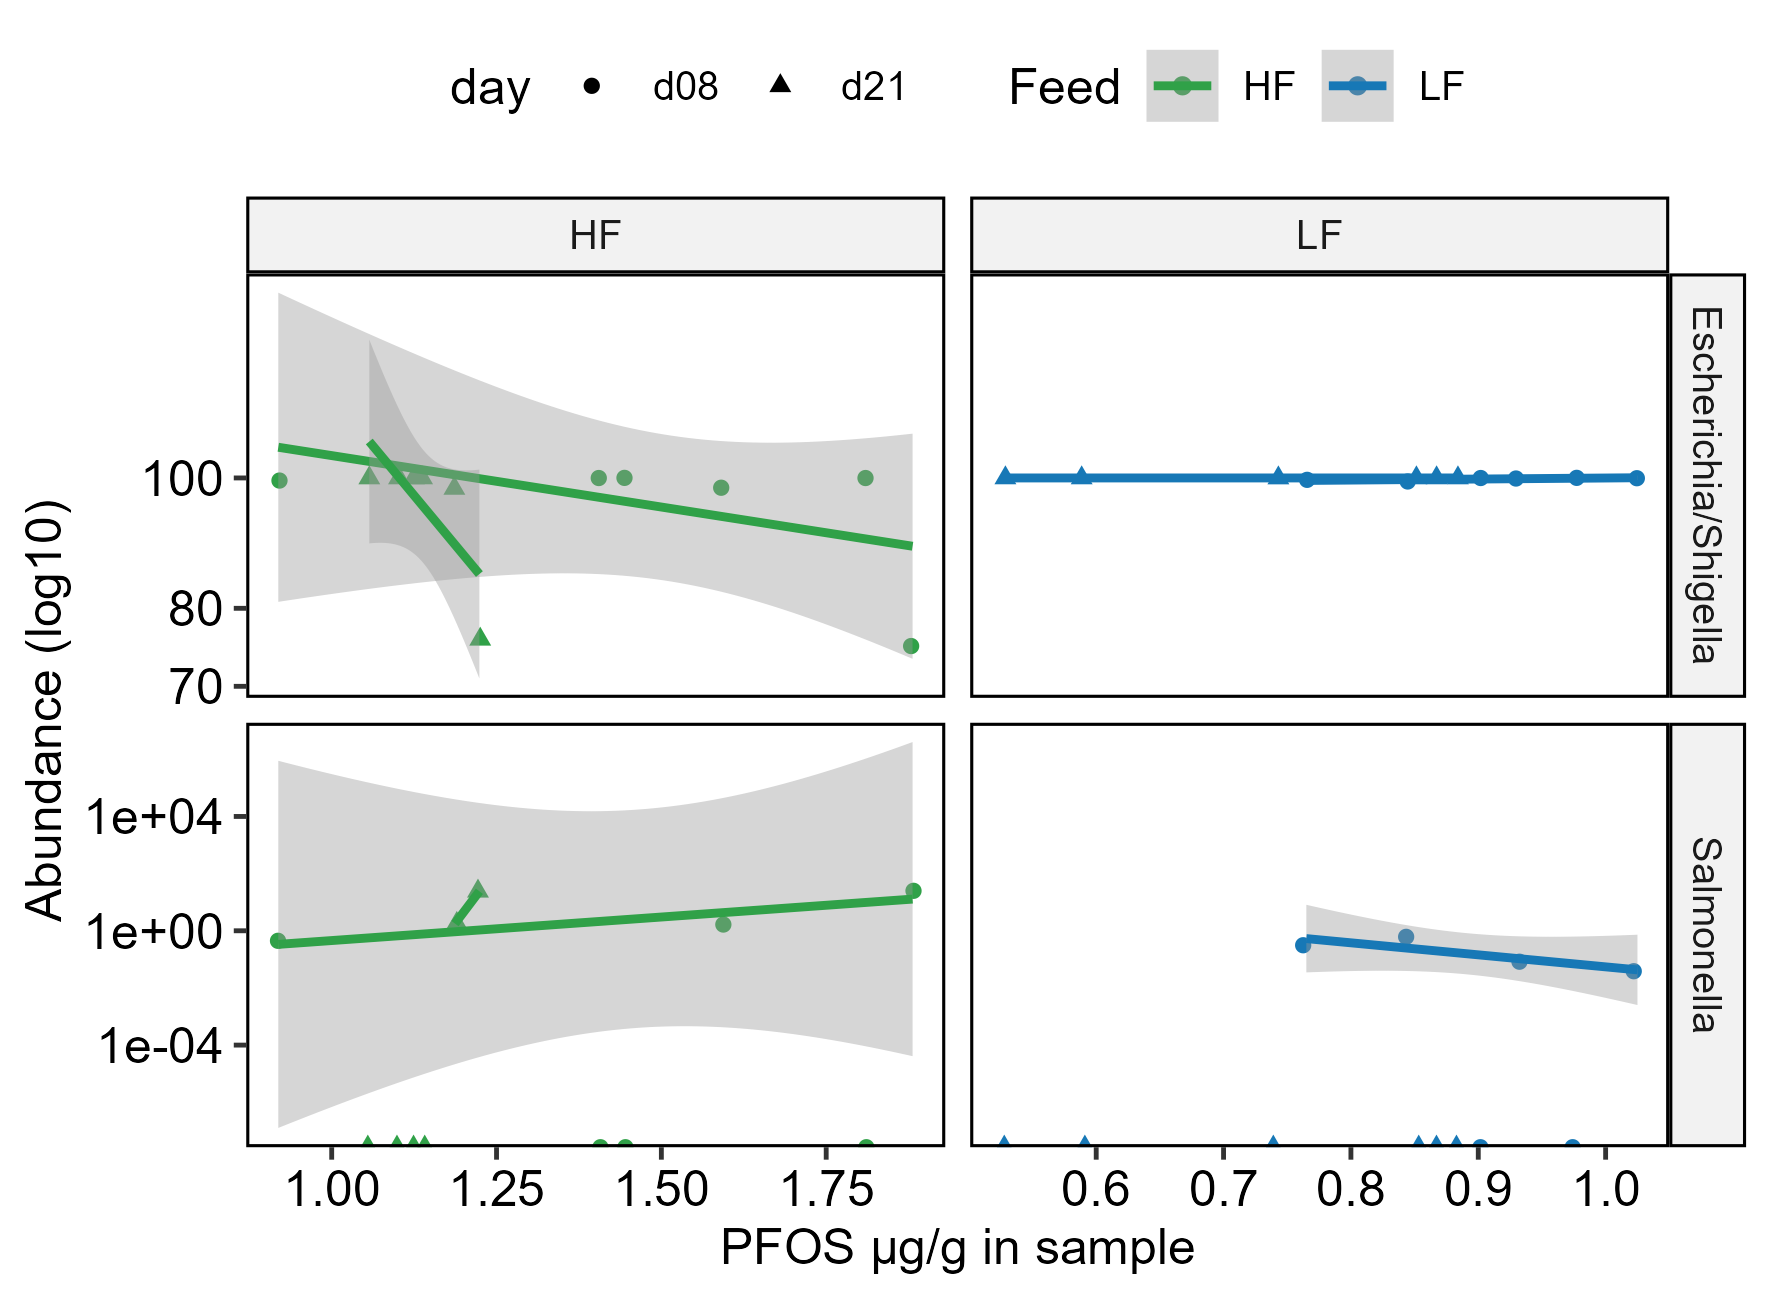 day d08 d21 Feed HF LF
HF LF
Escherichia/Shigella
100
80
70
Abundance (log10)
Salmonella
1e+04
1e+00
1e-04
1.00 1.25 1.50 1.75 0.6 0.7 0.8 0.9 1.0
PFOS µg/g in sample